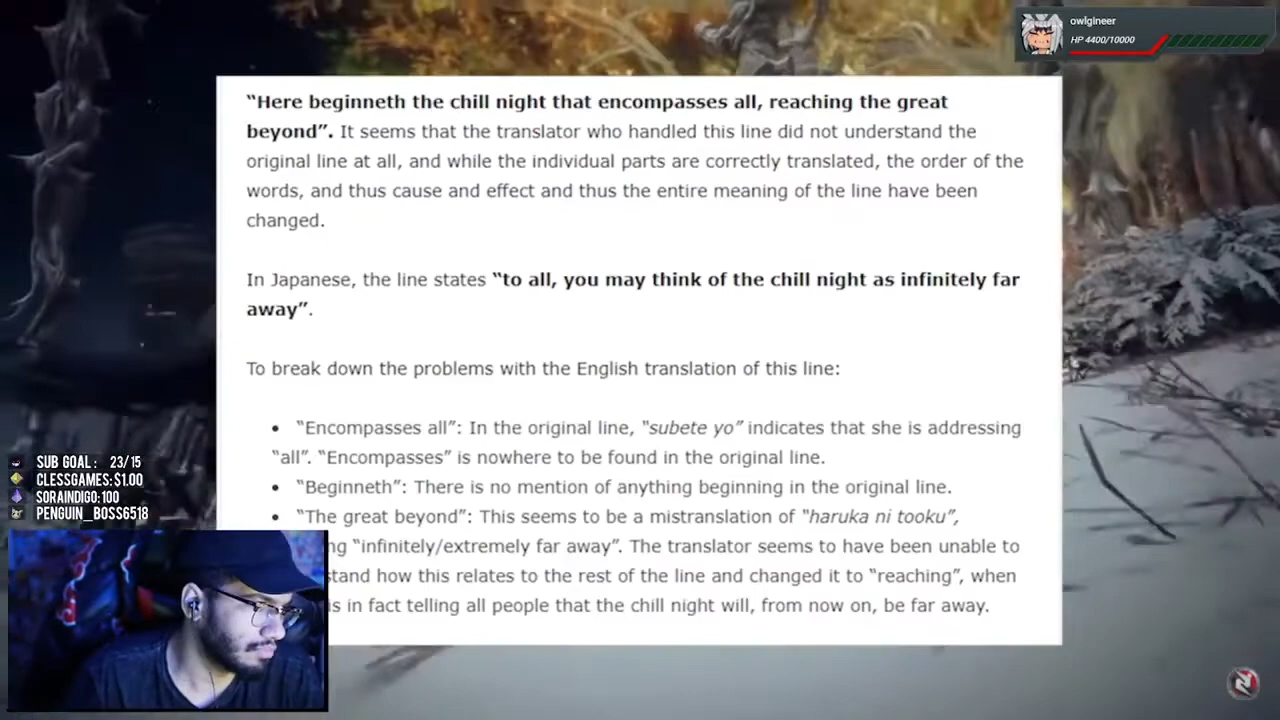 owlgineer
HP 4400/10000
“Here beginneth the chill night that encompasses all, reaching the great
beyond”. It seems that the translator who handled this line did not understand the
original line at all, and while the individual parts are correctly translated, the order of the
words, and thus cause and effect and thus the entire meaning of the line have been
changed.
In Japanese, the line states “to all, you may think of the chill night as infinitely far
away”.
To break down the problems with the English translation of this line:
• “Encompasses all”: In the original line, “subete yo” indicates that she is addressing
“all”. “Encompasses” is nowhere to be found in the original line.
• “Beginneth”: There is no mention of anything beginning in the original line.
• “The great beyond”: This seems to be a mistranslation of “haruka ni tooku”,
ng “infinitely/extremely far away”. The translator seems to have been unable to
stand how this relates to the rest of the line and changed it to “reaching”, when
is in fact telling all people that the chill night will, from now on, be far away.
SUB GOAL : 23/15
CLESSGAMES: $1.00
SORAINDIGO: 100
PENGUIN_BOSS6518